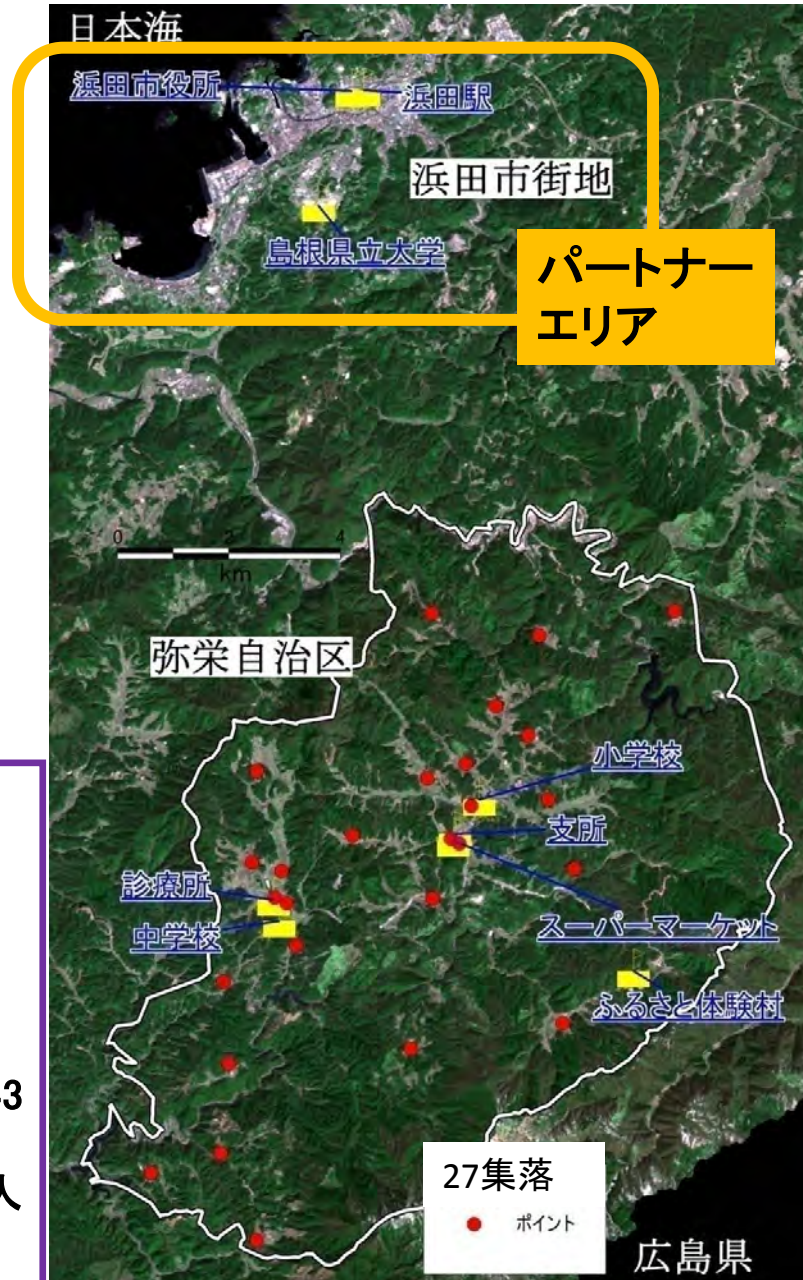 日本海
浜田市役所
浜田駅
浜田市街地
島根県立大学
パートナー
エリア
0 2 4
km
弥栄自治区
小学校
支所
診療所
中学校
スーパーマーケット
ふるさと体験村
3
人
27集落
ポイント
広島県